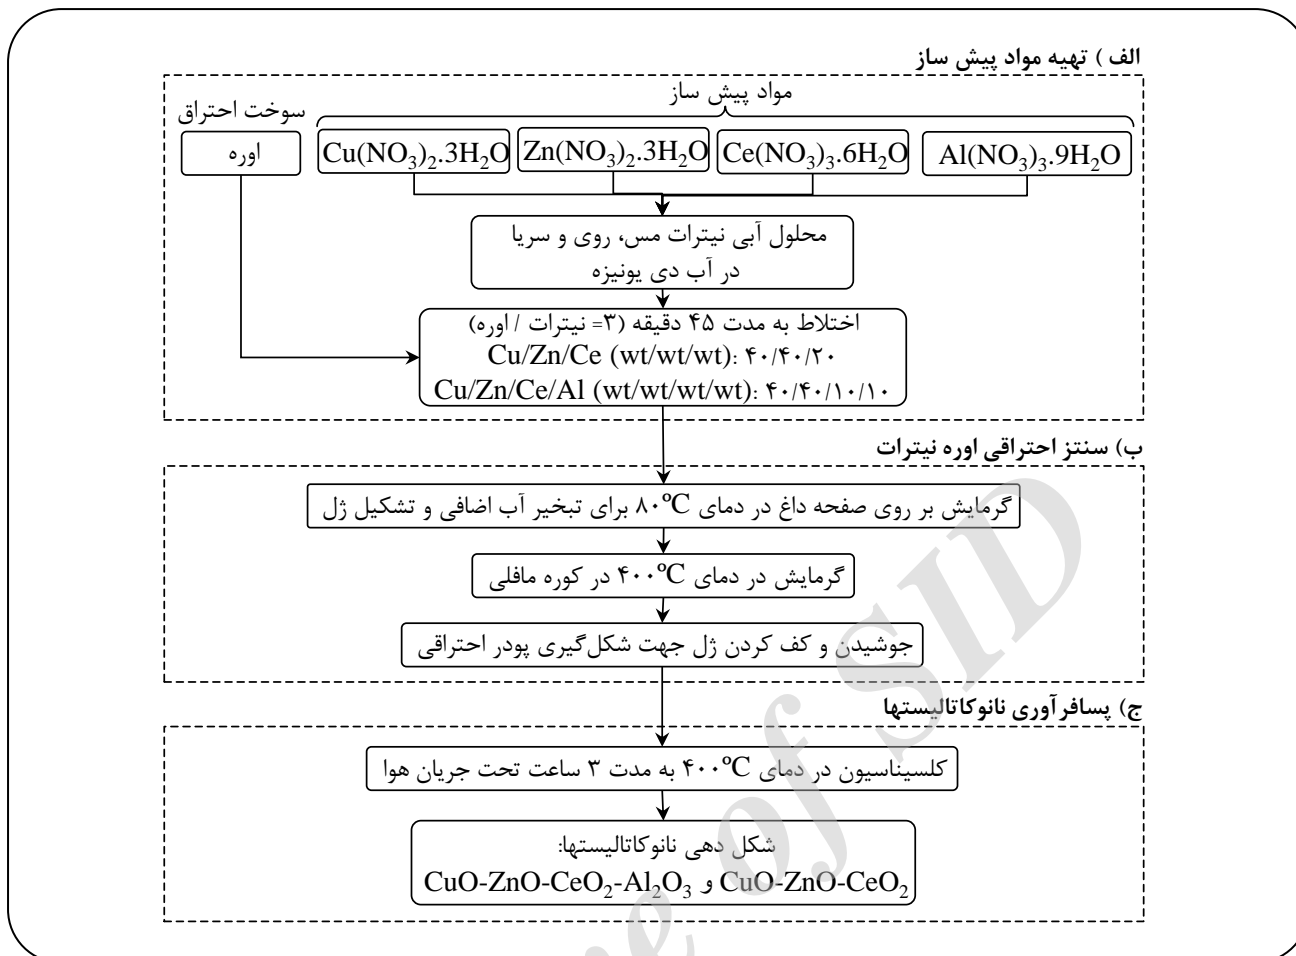 الف) تهیه مواد پیش ساز
مواد پیش ساز
سوخت احتراق
اوره
Cu(NO3)2.3H2O
Zn(NO3)2.3H2O
Ce(NO3)3.6H2O
Al(NO3)3.9H2O
محلول آبی نیترات مس، روی و سریا
در آب دی یونیزه
اختلاط به مدت ۴۵ دقیقه (۳= نیترات / اوره)
Cu/Zn/Ce (wt/wt/wt): ۴۰/۴۰/۲۰
Cu/Zn/Ce/Al (wt/wt/wt/wt): ۴۰/۴۰/۱۰/۱۰
ب) سنتز احتراقی اوره نیترات
گرمایش بر روی صفحه داغ در دمای ۸۰°C برای تبخیر آب اضافی و تشکیل ژل
گرمایش در دمای ۴۰۰°C در کوره مافلی
جوشیدن و کف کردن ژل جهت شکل‌گیری پودر احتراقی
ج) پسافرآوری نانوکاتالیستها
کلسیناسیون در دمای ۴۰۰°C به مدت ۳ ساعت تحت جریان هوا
شکل دهی نانوکاتالیستها:
CuO-ZnO-CeO2 و CuO-ZnO-CeO2-Al2O3
e of SID